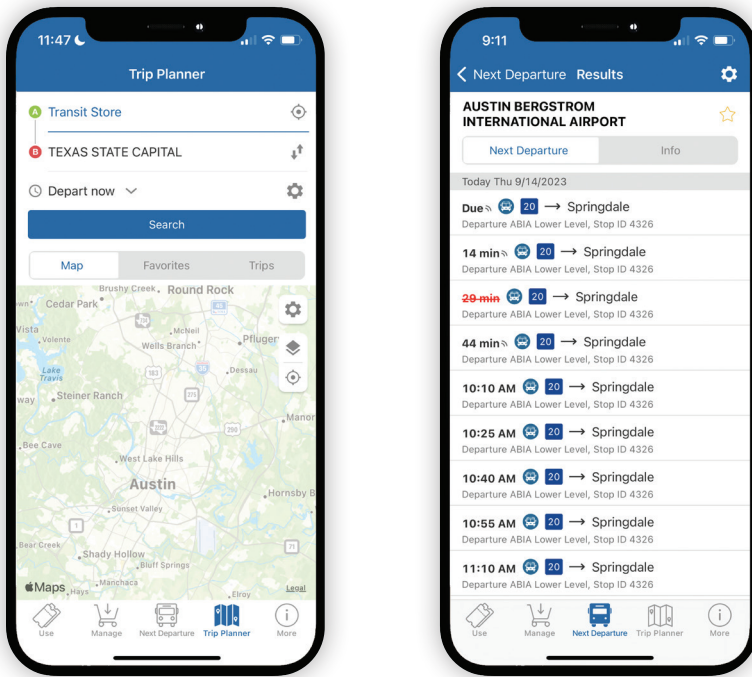 11:47
Trip Planner
A Transit Store
B TEXAS STATE CAPITAL
Depart now
Search
Map Favorites Trips
Brushy Creek Round Rock
Cedar Park
McNeil
Vista
Volente
Wells Branch
Pfluger
Lake
Travis
183
35
Dessau
way
Steiner Ranch
275
Manor
290
Bee Cave
West Lake Hills
Austin
Hornsby B
Sunset Valley
1
Bear Creek
Shady Hollow
71
Bluff Springs
Maps
Hays
Manchaca
Elroy
Legal
Use Manage Next Departure Trip Planner More
9:11
Next Departure Results
AUSTIN BERGSTROM
INTERNATIONAL AIRPORT
Next Departure Info
Today Thu 9/14/2023
Due 20 → Springdale
Departure ABIA Lower Level, Stop ID 4326
14 min 20 → Springdale
Departure ABIA Lower Level, Stop ID 4326
29 min 20 → Springdale
Departure ABIA Lower Level, Stop ID 4326
44 min 20 → Springdale
Departure ABIA Lower Level, Stop ID 4326
10:10 AM 20 → Springdale
Departure ABIA Lower Level, Stop ID 4326
10:25 AM 20 → Springdale
Departure ABIA Lower Level, Stop ID 4326
10:40 AM 20 → Springdale
Departure ABIA Lower Level, Stop ID 4326
10:55 AM 20 → Springdale
Departure ABIA Lower Level, Stop ID 4326
11:10 AM 20 → Springdale
Departure ABIA Lower Level, Stop ID 4326
Use Manage Next Departure Trip Planner More